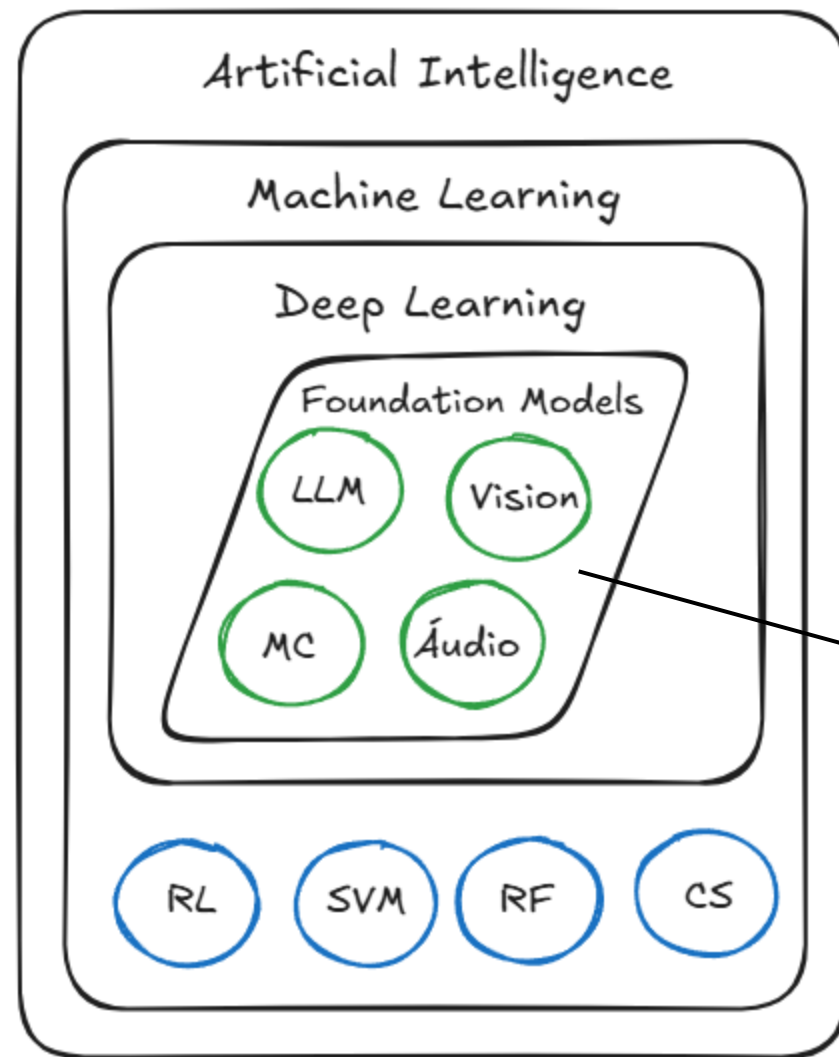 Artificial Intelligence
Machine Learning
Deep Learning
Foundation Models
LLM
Vision
MC
Áudio
RL
SVM
RF
CS